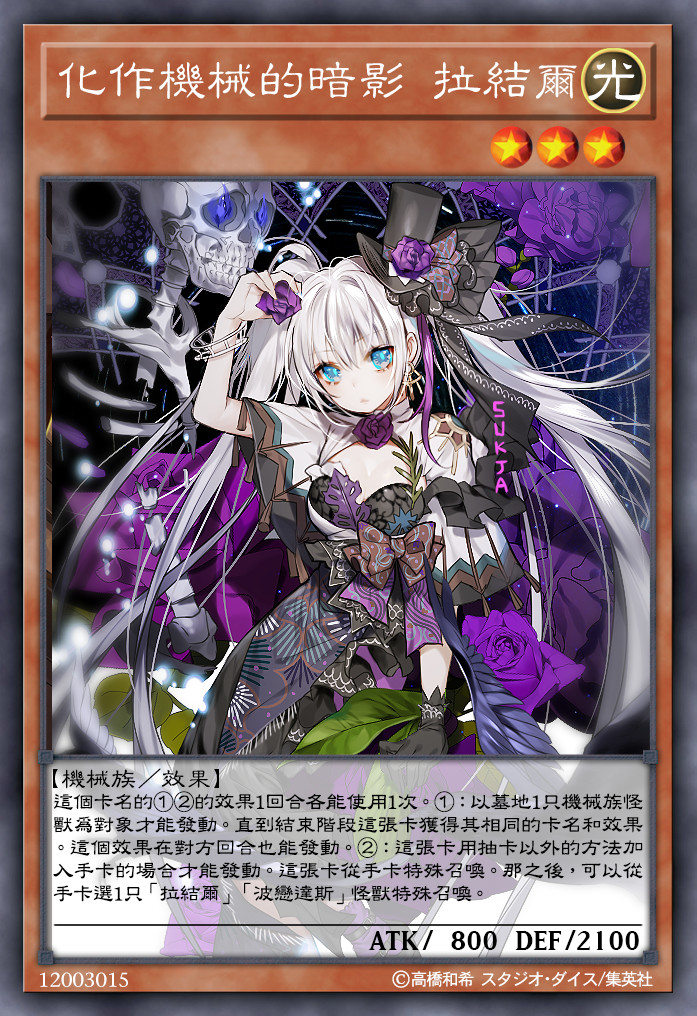 化作機械的暗影 拉結爾
光
SUKJA
【機械族／效果】
這個卡名的①②的效果1回合各能使用1次。①：以墓地1只機械族怪
獸爲對象才能發動。直到結束階段這張卡獲得其相同的卡名和效果
。這個效果在對方回合也能發動。②：這張卡用抽卡以外的方法加
入手卡的場合才能發動。這張卡從手卡特殊召喚。那之後，可以從
手卡選1只「拉結爾」「波戀達斯」怪獸特殊召喚。
ATK/ 800 DEF/2100
12003015 ©高橋和希 スタジオ・ダイス/集英社